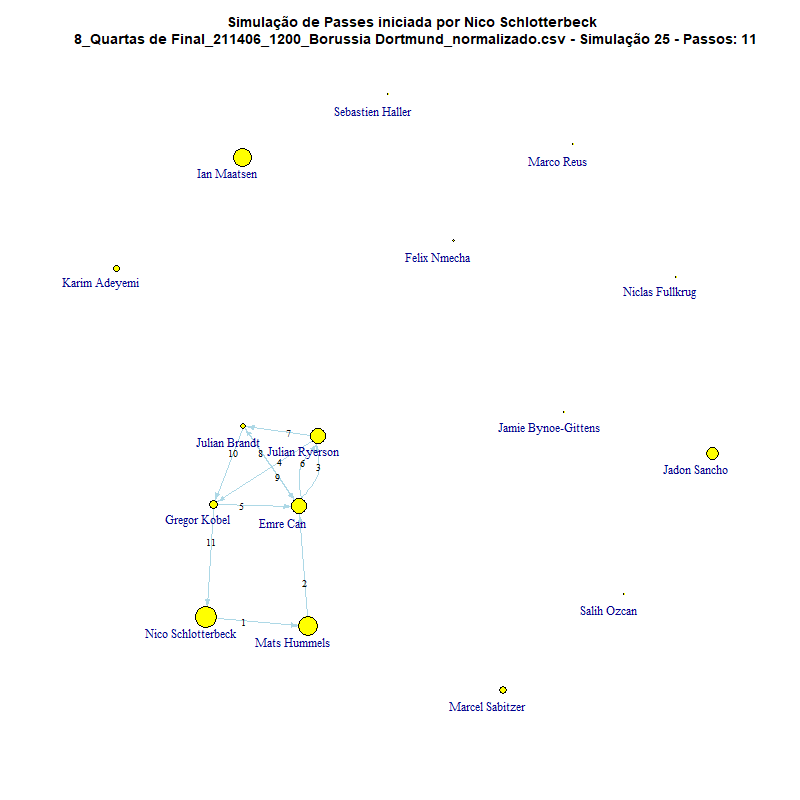 Simulação de Passes iniciada por Nico Schlotterbeck
8_Quartas de Final_211406_1200_Borussia Dortmund_normalizado.csv - Simulação 25 - Passos: 11
Sebastien Haller
Marco Reus
Ian Maatsen
Felix Nmecha
Karim Adeyemi
Niclas Fullkrug
Jamie Bynoe-Gittens
7
Julian Brandt
Julian Ryerson
10
8
4
6
3
9
Jadon Sancho
5
Gregor Kobel
Emre Can
11
2
Salih Ozcan
1
Nico Schlotterbeck
Mats Hummels
Marcel Sabitzer